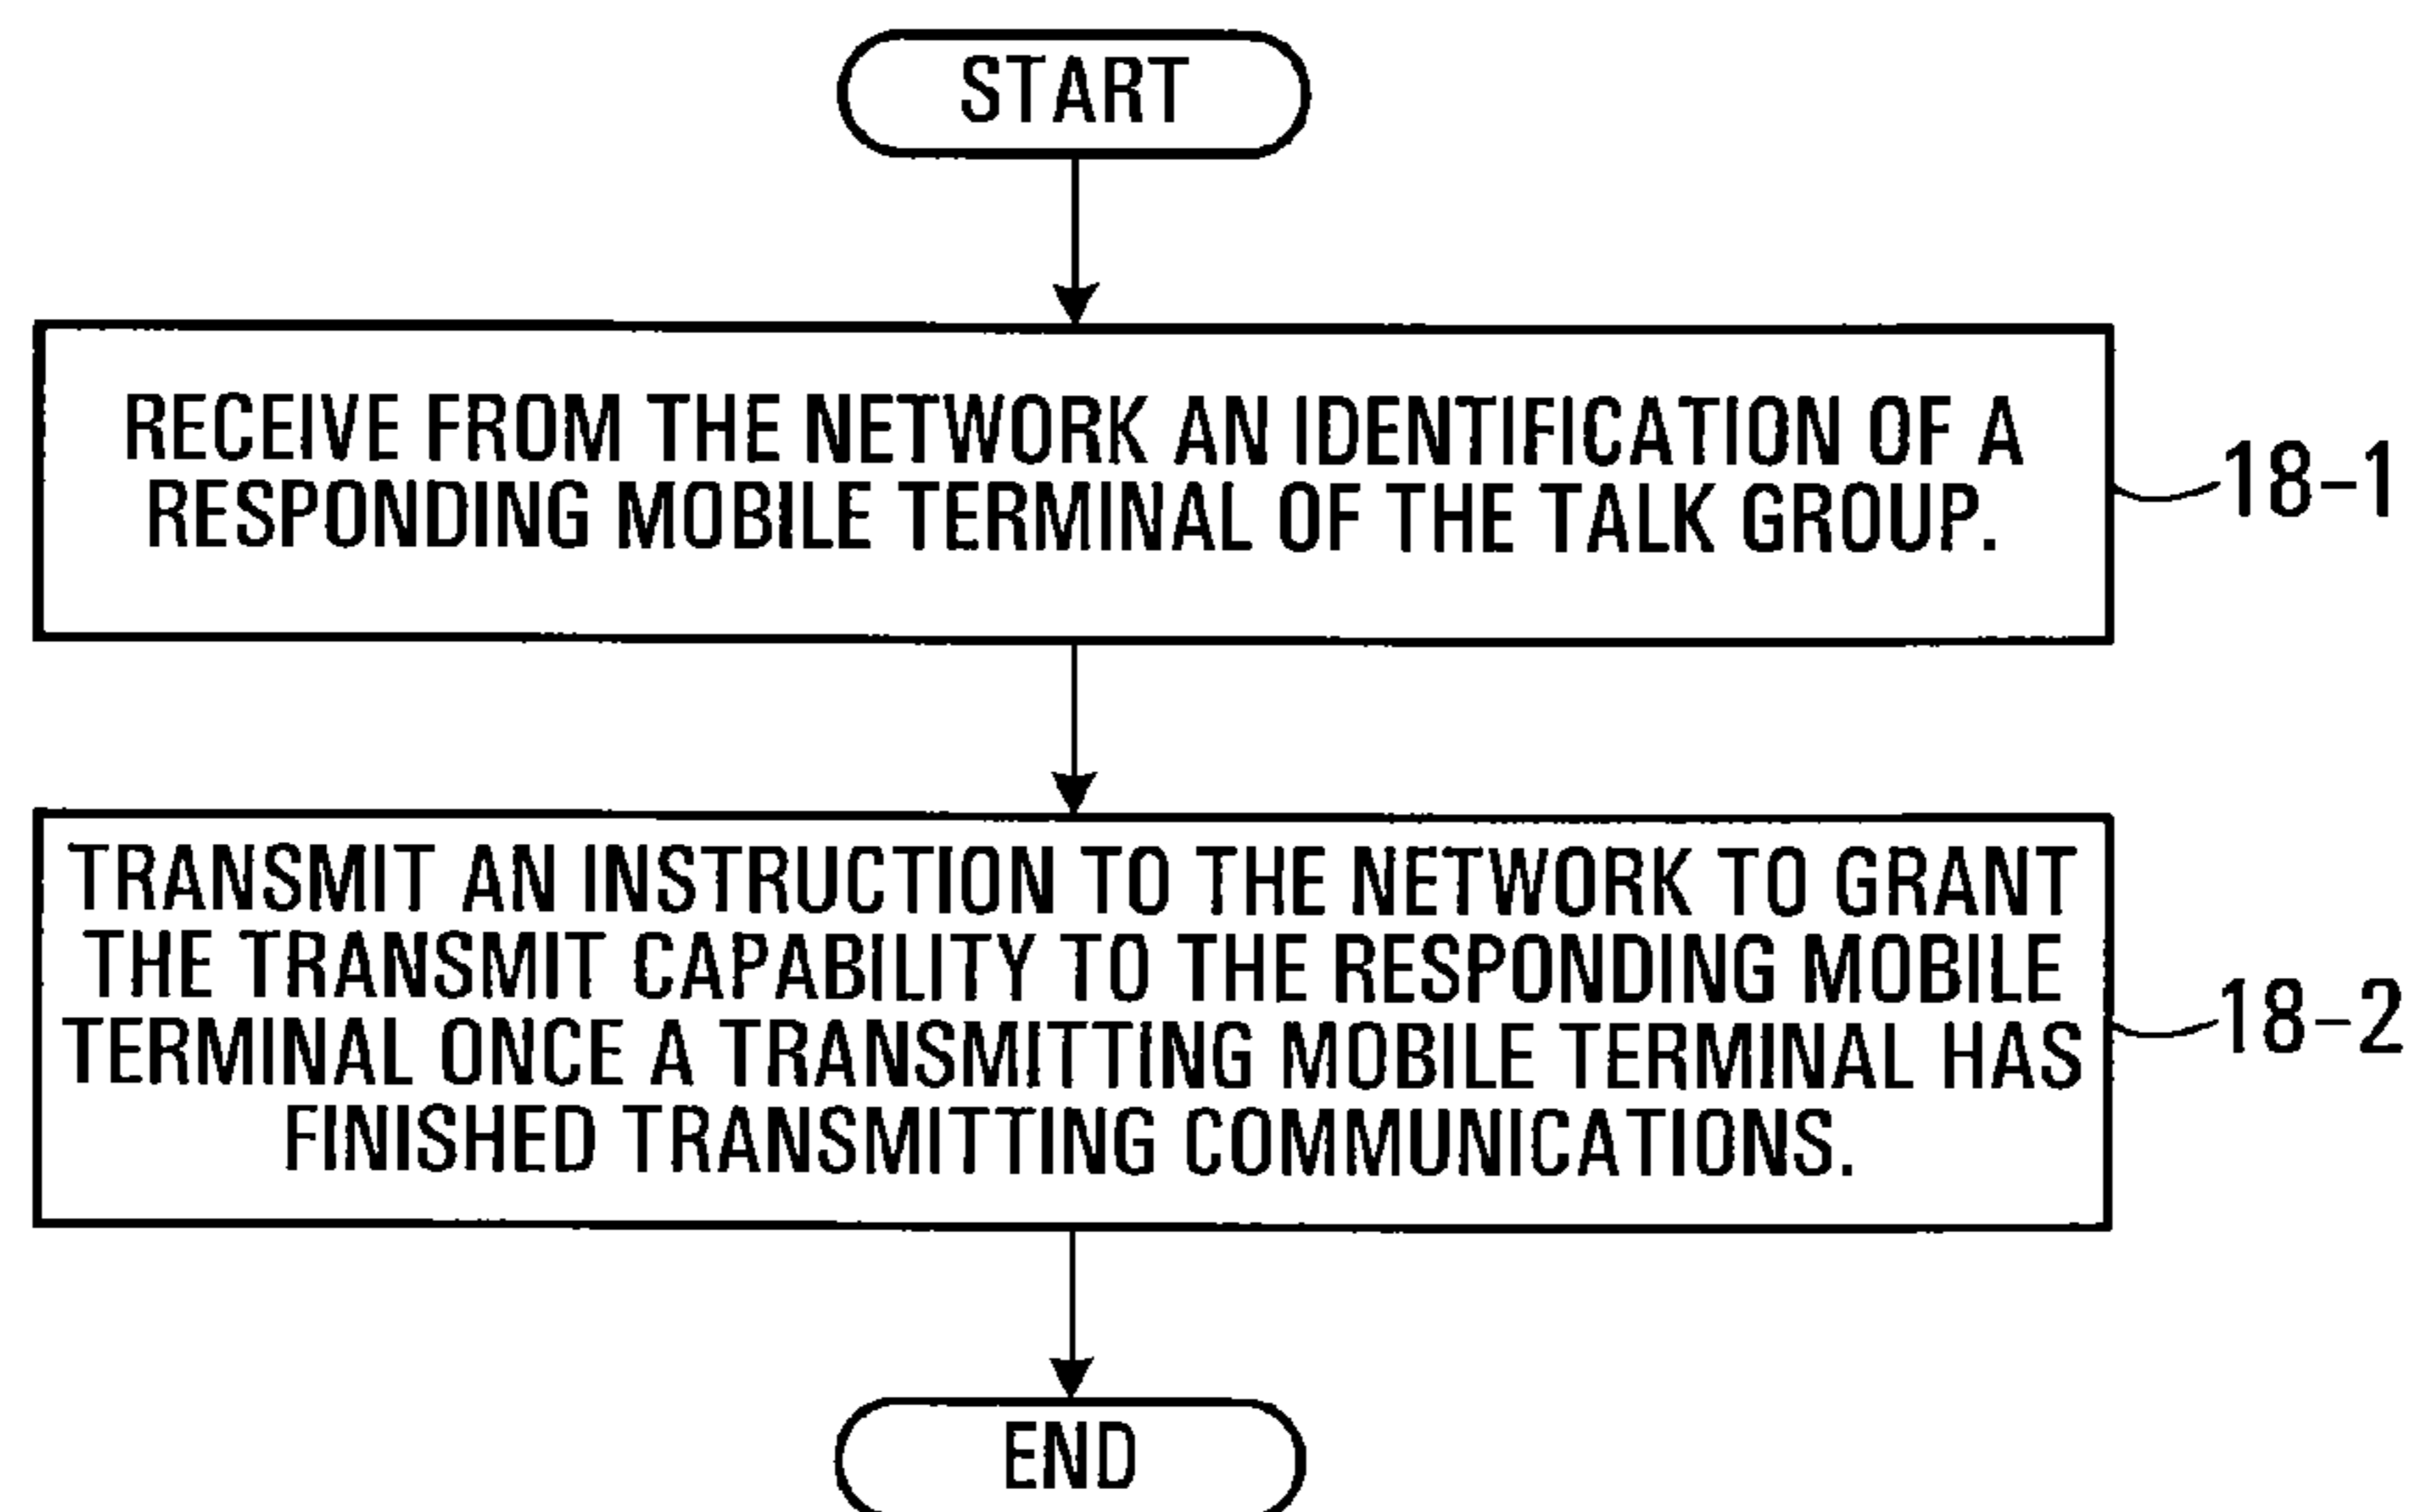 START
RECEIVE FROM THE NETWORK AN IDENTIFICATION OF A
RESPONDING MOBILE TERMINAL OF THE TALK GROUP.
18-1
TRANSMIT AN INSTRUCTION TO THE NETWORK TO GRANT
THE TRANSMIT CAPABILITY TO THE RESPONDING MOBILE
TERMINAL ONCE A TRANSMITTING MOBILE TERMINAL HAS
FINISHED TRANSMITTING COMMUNICATIONS.
18-2
END